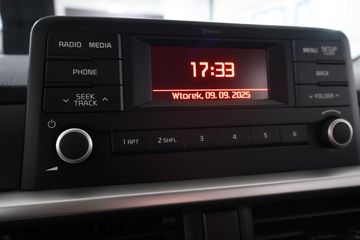 Bluetooth
RADIO MEDIA
PHONE
SEEK
TRACK
17:33
Wtorek, 09. 09. 2025
MENU SETUP
BACK
FOLDER
1 RPT 2 SHFL 3 4 5 6